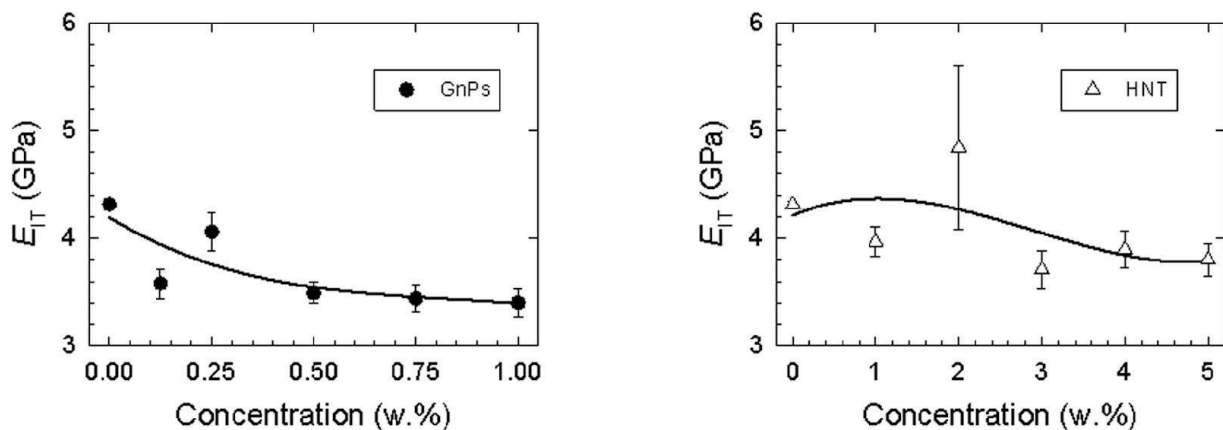 6
5
4
3
E_IT (GPa)
GnPs
0.00 0.25 0.50 0.75 1.00
Concentration (w.%)
6
5
4
3
E_IT (GPa)
HNT
0 1 2 3 4 5
Concentration (w.%)